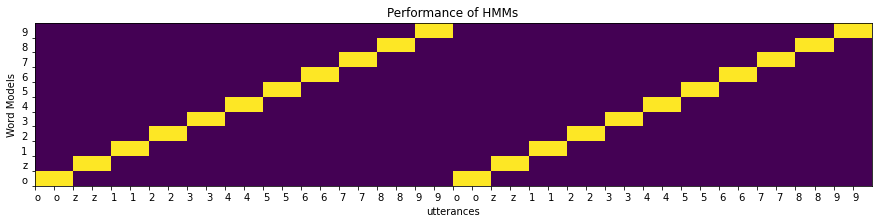 Performance of HMMs
9
8
7
6
5
4
3
2
1
z
o
Word Models
o o z z 1 1 2 2 3 3 4 4 5 5 6 6 7 7 8 8 9 9 o o z z 1 1 2 2 3 3 4 4 5 5 6 6 7 7 8 8 9 9
utterances